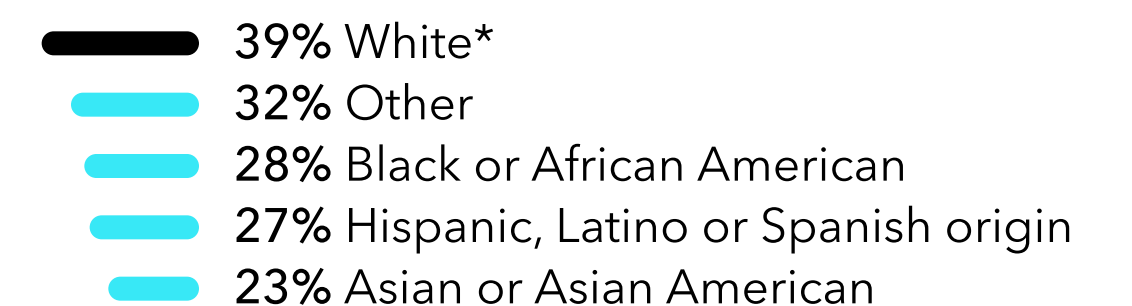 39% White*
32% Other
28% Black or African American
27% Hispanic, Latino or Spanish origin
23% Asian or Asian American